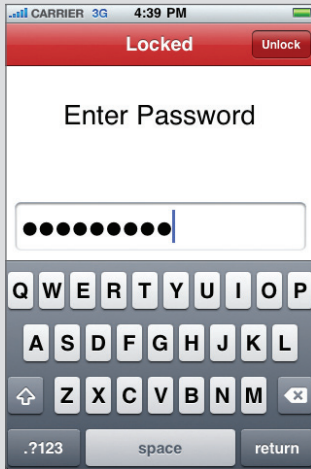 CARRIER 3G 4:39 PM
Locked Unlock
Enter Password
●●●●●●●●●
Q W E R T Y U I O P
A S D F G H J K L
Z X C V B N M
.?123 space return